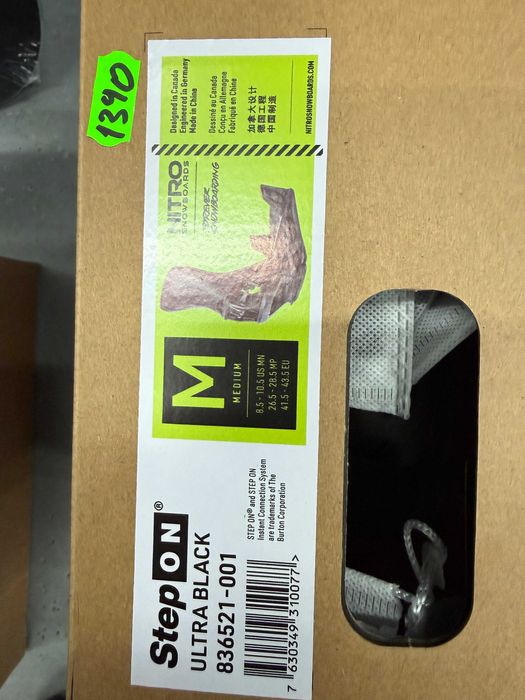 1390
Designed in Canada
Engineered in Germany
Made in China
Dessiné au Canada
Conçu en Allemagne
Fabriqué en Chine
加拿大设计
德国工程
中国制造
NITROSNOWBOARDS.COM
NITRO
SNOWBOARDS
FOREVER
SNOWBOARDING
M
MEDIUM
8.5 - 10.5 US MN
26.5 - 28.5 MP
41.5 - 43.5 EU
Step ON®
ULTRA BLACK
836521-001
STEP ON® and STEP ON
Instant Connection System
are trademarks of The
Burton Corporation
7 630349 310077 >